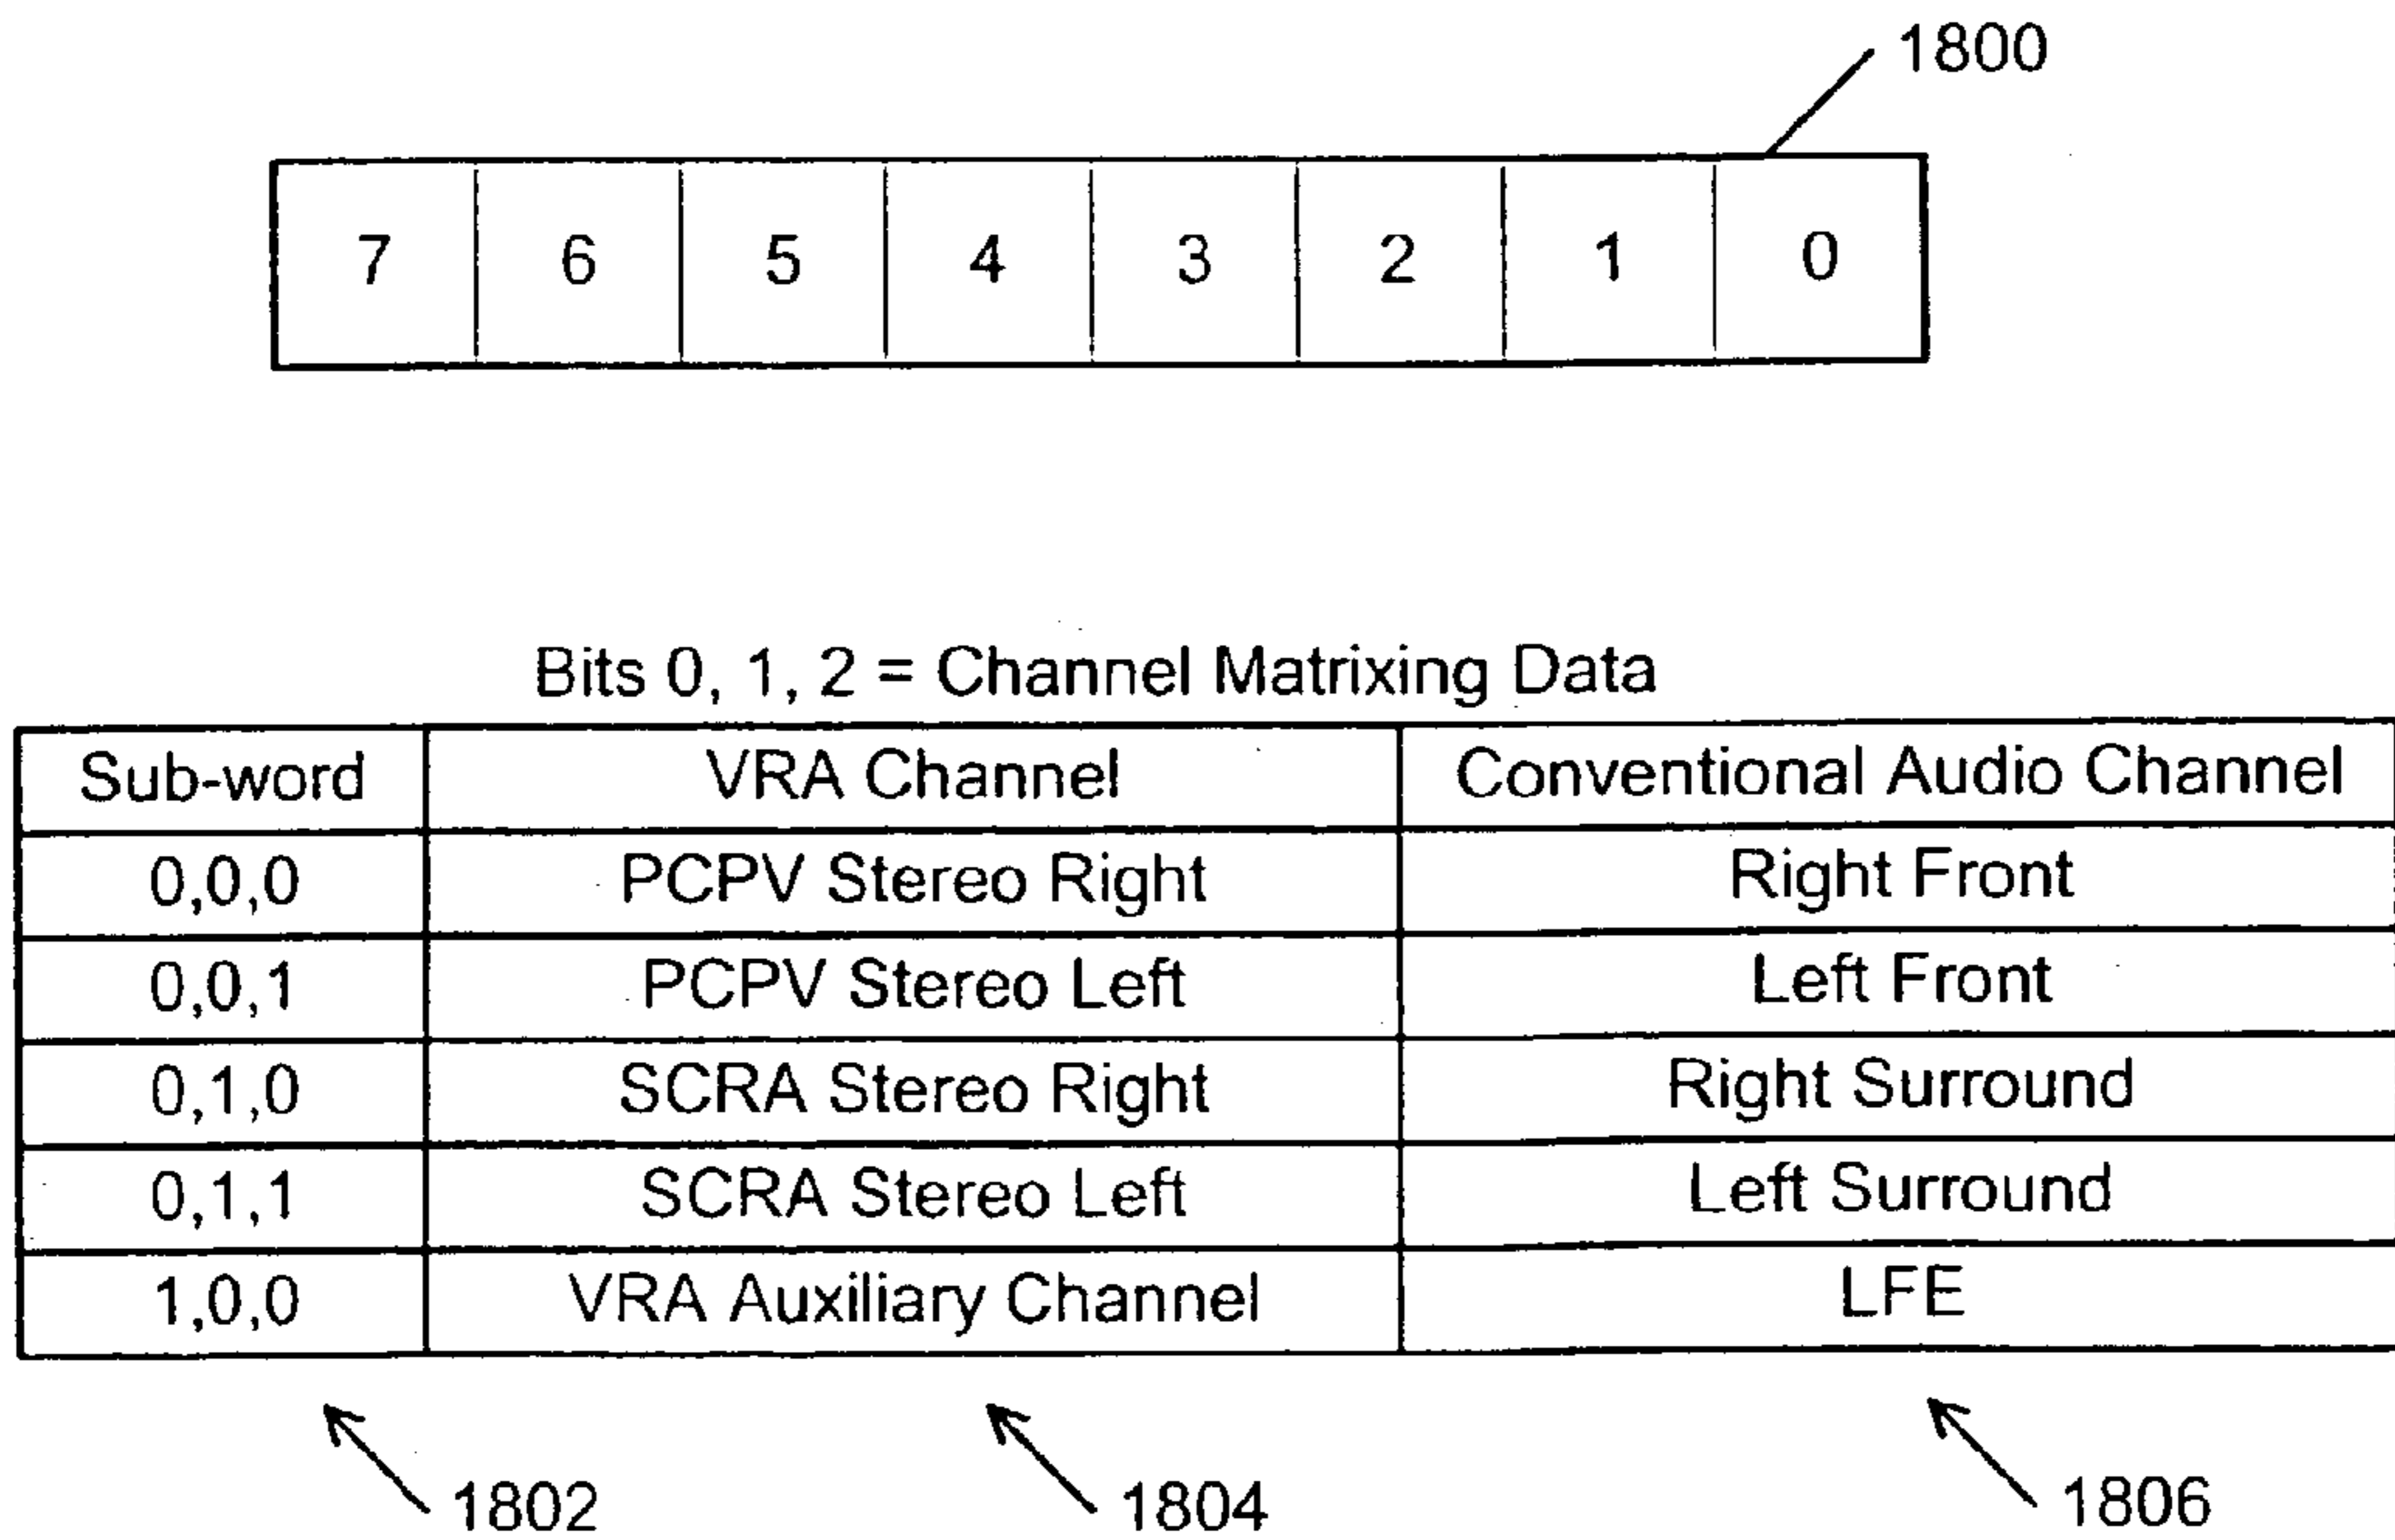 1800
7 6 5 4 3 2 1 0
Bits 0, 1, 2 = Channel Matrixing Data
Sub-word VRA Channel Conventional Audio Channel
0,0,0 PCPV Stereo Right Right Front
0,0,1 PCPV Stereo Left Left Front
0,1,0 SCRA Stereo Right Right Surround
0,1,1 SCRA Stereo Left Left Surround
1,0,0 VRA Auxiliary Channel LFE
1802 1804 1806